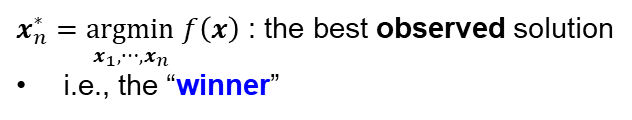 x*n = argmin f(x) : the best observed solution
x1,⋯,xn
• i.e., the “winner”